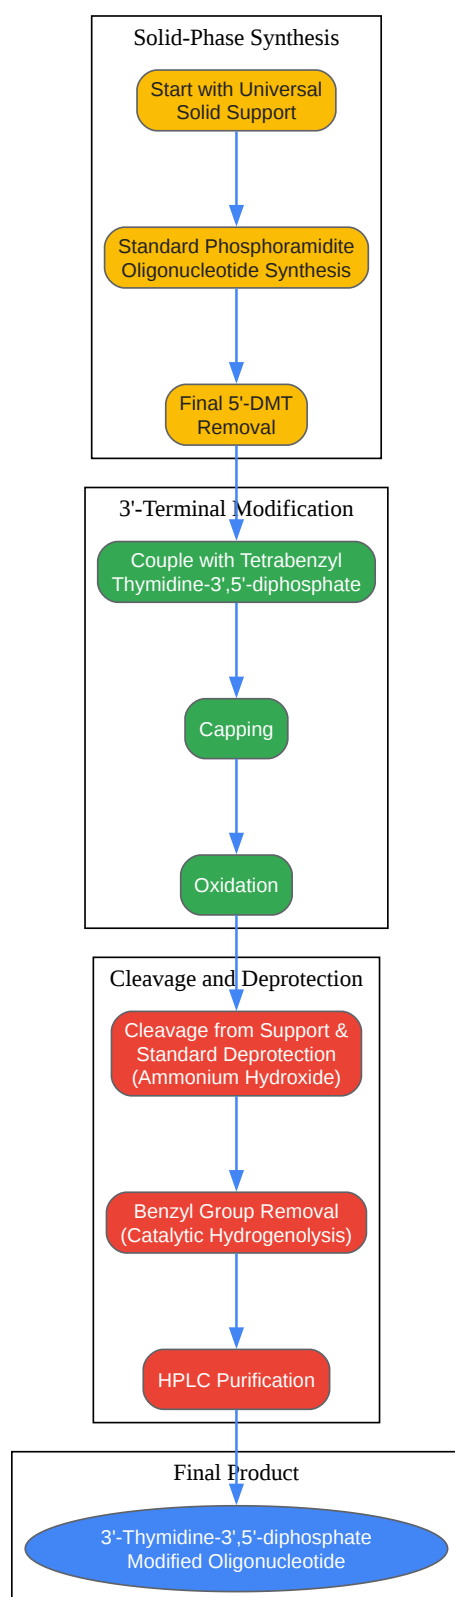 Solid-Phase Synthesis
Start with Universal
Solid Support
Standard Phosphoramidite
Oligonucleotide Synthesis
Final 5'-DMT
Removal
3'-Terminal Modification
Couple with Tetrabenzyl
Thymidine-3',5'-diphosphate
Capping
Oxidation
Cleavage and Deprotection
Cleavage from Support &
Standard Deprotection
(Ammonium Hydroxide)
Benzyl Group Removal
(Catalytic Hydrogenolysis)
HPLC Purification
Final Product
3'-Thymidine-3',5'-diphosphate
Modified Oligonucleotide